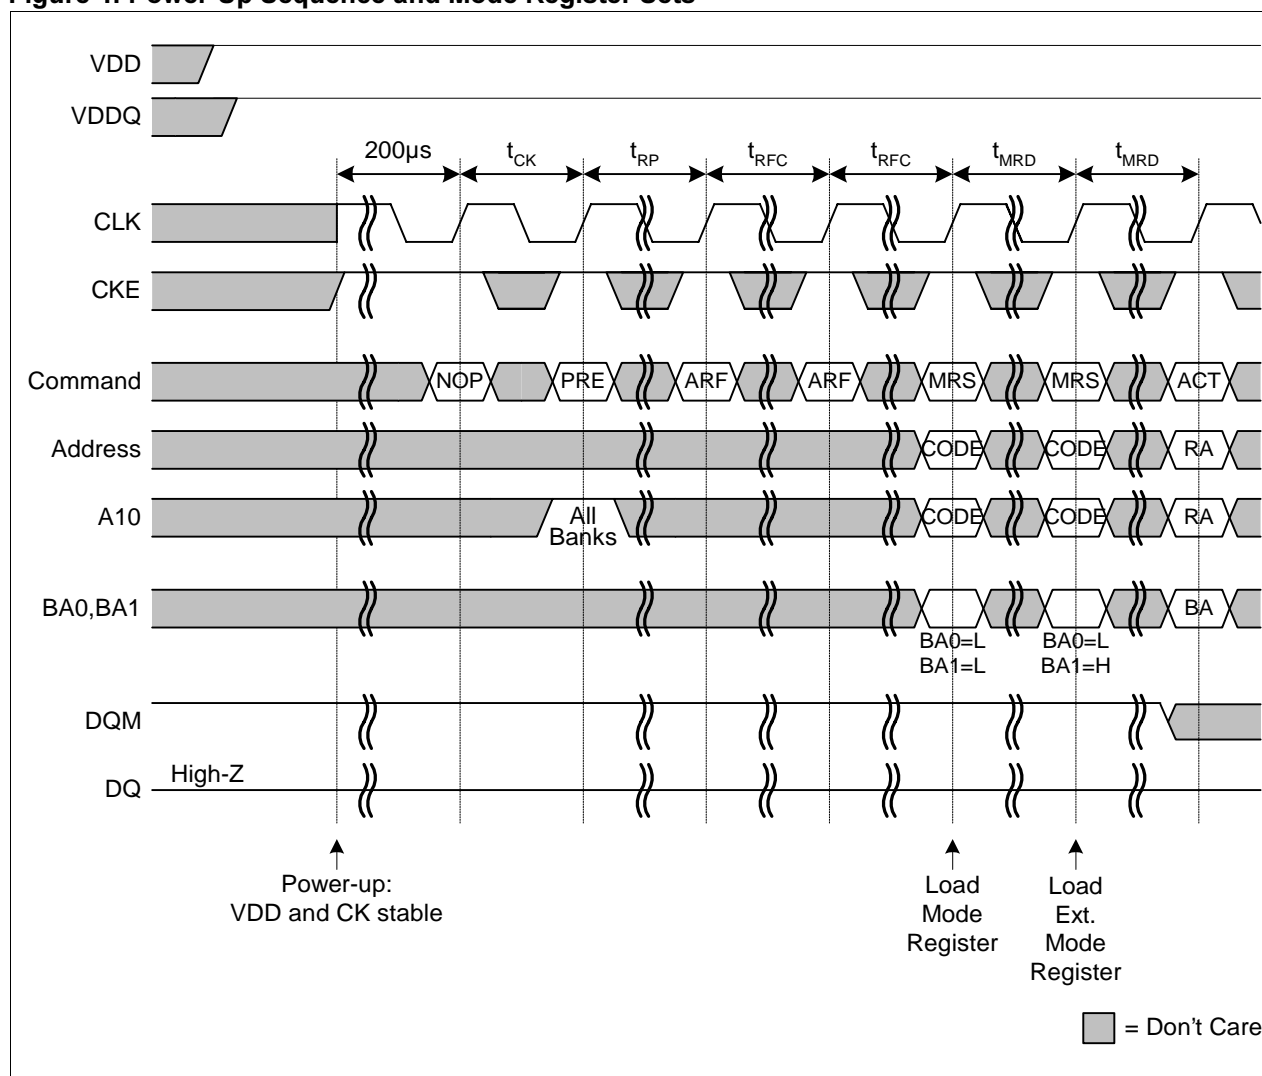 Figure 4. Power-Up Sequence and Mode Register Sets
VDD
VDDQ
200µs tCK tRP tRFC tRFC tMRD tMRD
CLK
CKE
Command NOP PRE ARF ARF MRS MRS ACT
Address CODE CODE RA
A10 All Banks CODE CODE RA
BA0,BA1 BA
BA0=L BA0=L
BA1=L BA1=H
DQM
High-Z
DQ
Power-up:
VDD and CK stable
Load
Mode
Register
Load
Ext.
Mode
Register
= Don't Care